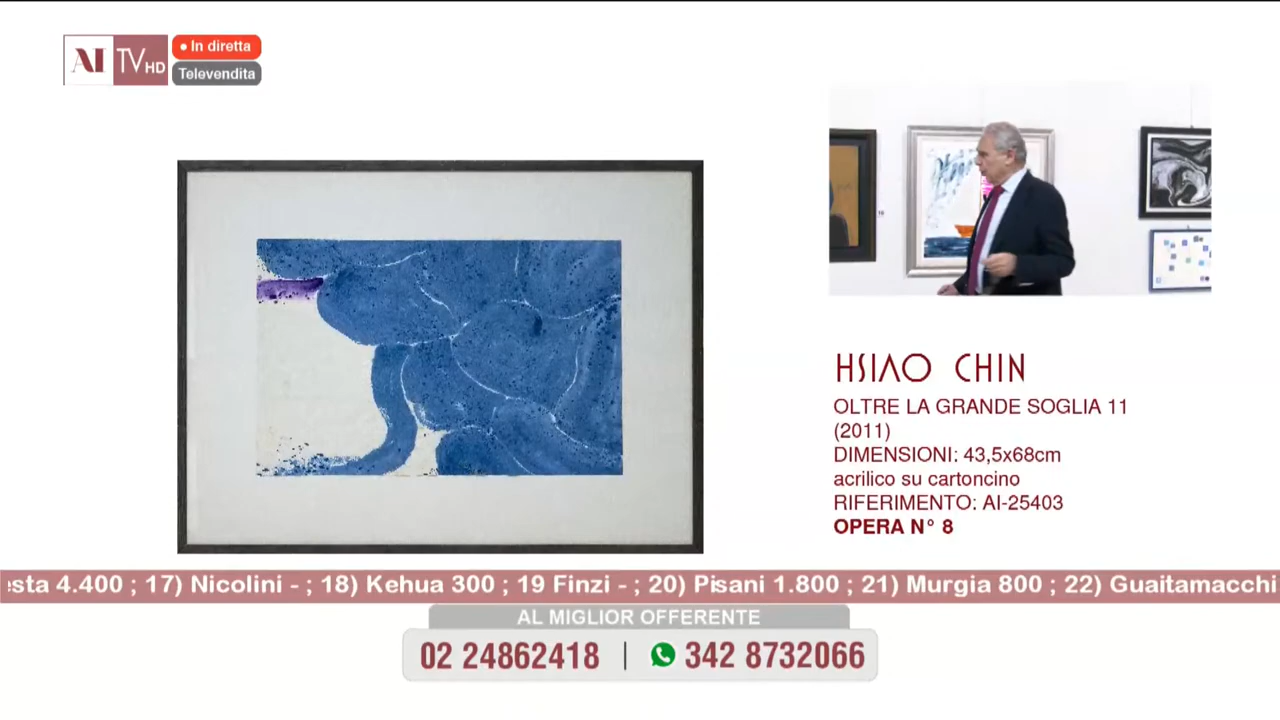 AI TV HD
• In diretta
Televendita
HSIAO CHIN
OLTRE LA GRANDE SOGLIA 11
(2011)
DIMENSIONI: 43,5x68cm
acrilico su cartoncino
RIFERIMENTO: AI-25403
OPERA N° 8
sta 4.400 ; 17) Nicolini - ; 18) Kehua 300 ; 19 Finzi - ; 20) Pisani 1.800 ; 21) Murgia 800 ; 22) Guaitamacchi
AL MIGLIOR OFFERENTE
02 24862418 | 342 8732066